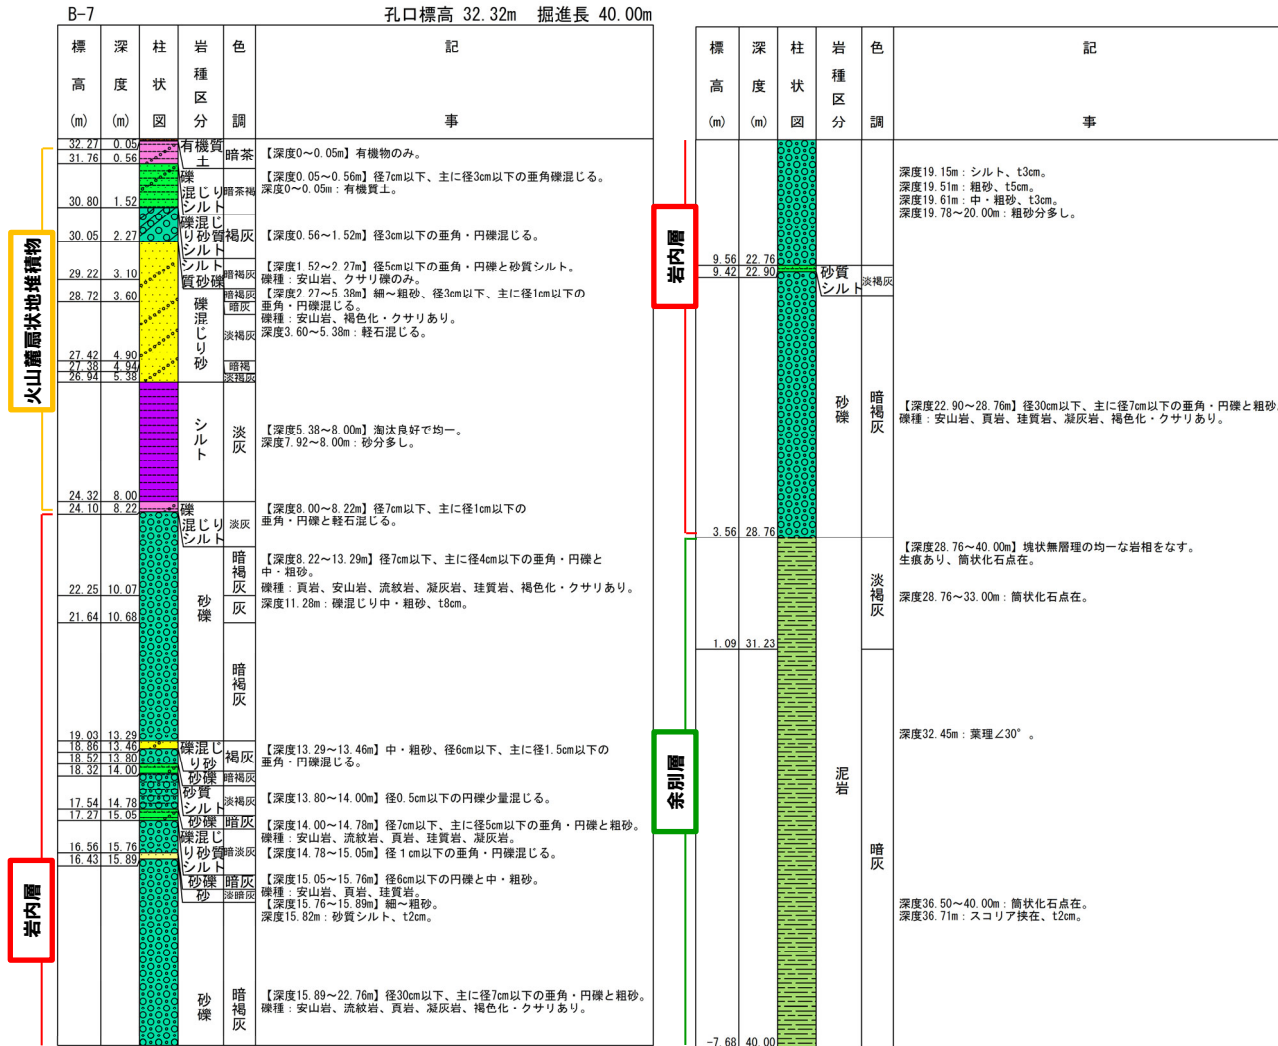 B-7 孔口標高 32.32m 掘進長 40.00m
標高(m) 深度(m) 柱状図 岩種区分 色調 記事
火山麓扇状地堆積物
岩内層
32.27 0.05
31.76 0.56
30.80 1.52
30.05 2.27
29.22 3.10
28.72 3.60
27.42 4.90
27.38 4.94
26.94 5.38
24.32 8.00
24.10 8.22
22.25 10.07
21.64 10.68
19.03 13.29
18.86 13.46
18.52 13.80
18.32 14.00
17.54 14.78
17.27 15.05
16.56 15.76
16.43 15.89
有機質土
礫混じりシルト
礫混じり砂質シルト
シルト質砂礫
礫混じり砂
シルト
礫混じりシルト
砂礫
礫混じり砂
砂礫
砂質シルト
砂礫
礫混じり砂質シルト
砂礫
砂
砂礫
暗茶
暗茶褐
褐灰
暗褐灰
暗褐灰
暗灰
淡褐灰
暗褐
淡褐灰
淡灰
淡灰
暗褐灰
灰
暗褐灰
褐灰
暗褐灰
淡褐灰
暗灰
暗淡灰
暗灰
淡暗灰
暗褐灰
【深度0～0.05m】有機物のみ。
【深度0.05～0.56m】径7cm以下、主に径3cm以下の亜角礫混じる。
深度0～0.05m：有機質土。
【深度0.56～1.52m】径3cm以下の亜角・円礫混じる。
【深度1.52～2.27m】径5cm以下の亜角・円礫と砂質シルト。
礫種：安山岩、クサリ礫のみ。
【深度2.27～5.38m】細～粗砂、径3cm以下、主に径1cm以下の
亜角・円礫混じる。
礫種：安山岩、褐色化・クサリあり。
深度3.60～5.38m：軽石混じる。
【深度5.38～8.00m】淘汰良好で均一。
深度7.92～8.00m：砂分多し。
【深度8.00～8.22m】径7cm以下、主に径1cm以下の
亜角・円礫と軽石混じる。
【深度8.22～13.29m】径7cm以下、主に径4cm以下の亜角・円礫と
中・粗砂。
礫種：頁岩、安山岩、流紋岩、凝灰岩、珪質岩、褐色化・クサリあり。
深度11.28m：礫混じり中・粗砂、t8cm。
【深度13.29～13.46m】中・粗砂、径6cm以下、主に径1.5cm以下の
亜角・円礫混じる。
【深度13.80～14.00m】径0.5cm以下の円礫少量混じる。
【深度14.00～14.78m】径7cm以下、主に径5cm以下の亜角・円礫と粗砂。
礫種：安山岩、流紋岩、頁岩、珪質岩、凝灰岩。
【深度14.78～15.05m】径１cm以下の亜角・円礫混じる。
【深度15.05～15.76m】径6cm以下の円礫と中・粗砂。
礫種：安山岩、頁岩、珪質岩。
【深度15.76～15.89m】細～粗砂。
深度15.82m：砂質シルト、t2cm。
【深度15.89～22.76m】径30cm以下、主に径7cm以下の亜角・円礫と粗砂。
礫種：安山岩、流紋岩、頁岩、凝灰岩、褐色化・クサリあり。
標高(m) 深度(m) 柱状図 岩種区分 色調 記事
岩内層
余別層
9.56 22.76
9.42 22.90
3.56 28.76
1.09 31.23
-7.68 40.00
砂質シルト
砂礫
泥岩
淡褐灰
暗褐灰
淡褐灰
暗灰
深度19.15m：シルト、t3cm。
深度19.51m：粗砂、t5cm。
深度19.61m：中・粗砂、t3cm。
深度19.78～20.00m：粗砂分多し。
【深度22.90～28.76m】径30cm以下、主に径7cm以下の亜角・円礫と粗砂。
礫種：安山岩、頁岩、珪質岩、凝灰岩、褐色化・クサリあり。
【深度28.76～40.00m】塊状無層理の均一な岩相をなす。
生痕あり、筒状化石点在。
深度28.76～33.00m：筒状化石点在。
深度32.45m：葉理∠30°。
深度36.50～40.00m：筒状化石点在。
深度36.71m：スコリア挟在、t2cm。